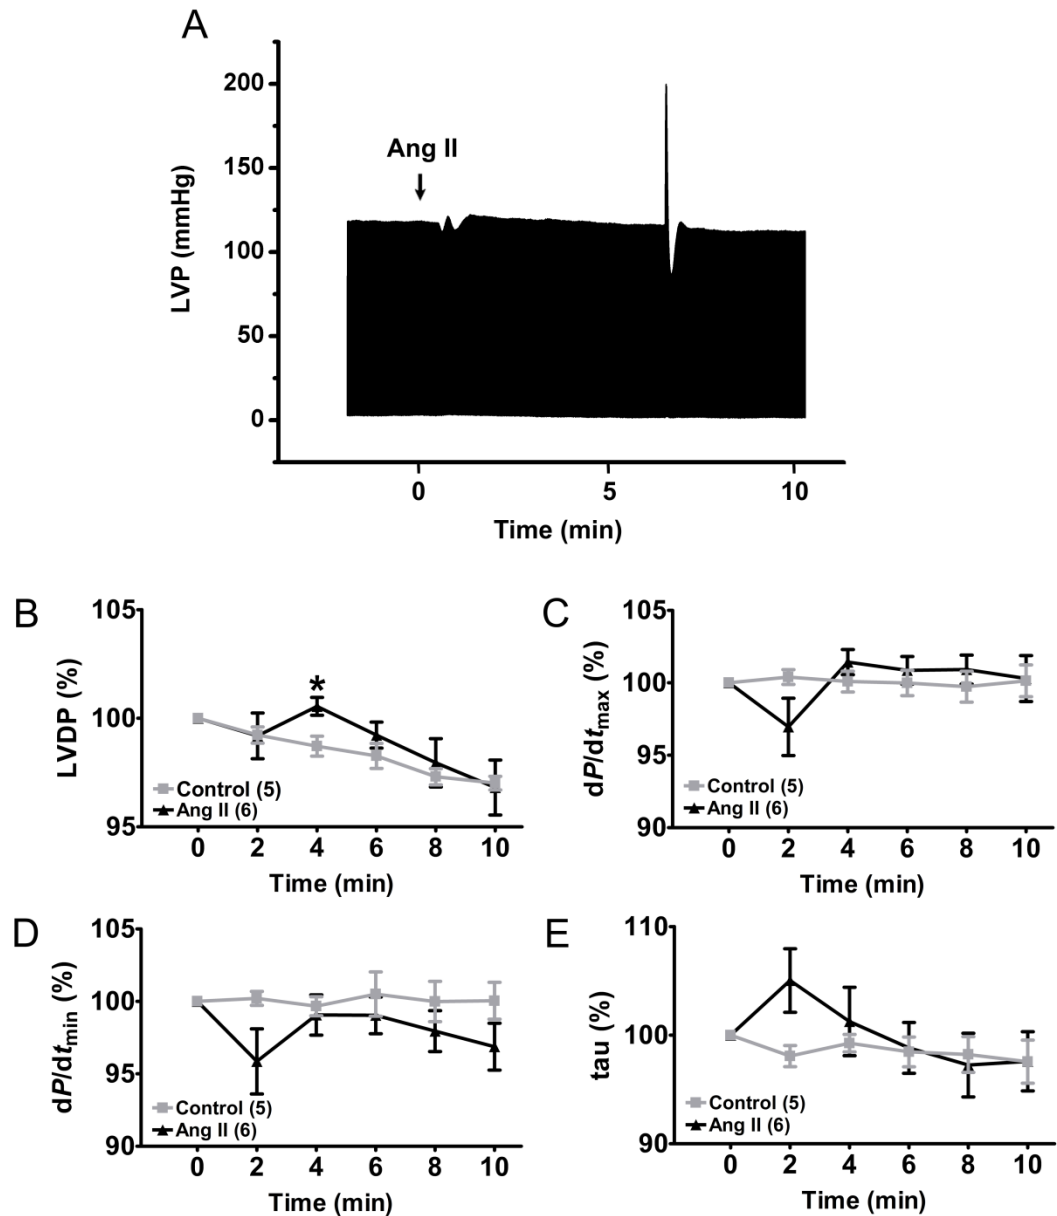 A
LVP (mmHg)
200
150
100
50
0
Ang II
0 5 10
Time (min)
B
LVDP (%)
105
100
95
*
Control (5)
Ang II (6)
0 2 4 6 8 10
Time (min)
C
dP/dtmax (%)
105
100
95
90
Control (5)
Ang II (6)
0 2 4 6 8 10
Time (min)
D
dP/dtmin (%)
105
100
95
90
Control (5)
Ang II (6)
0 2 4 6 8 10
Time (min)
E
tau (%)
110
100
90
Control (5)
Ang II (6)
0 2 4 6 8 10
Time (min)